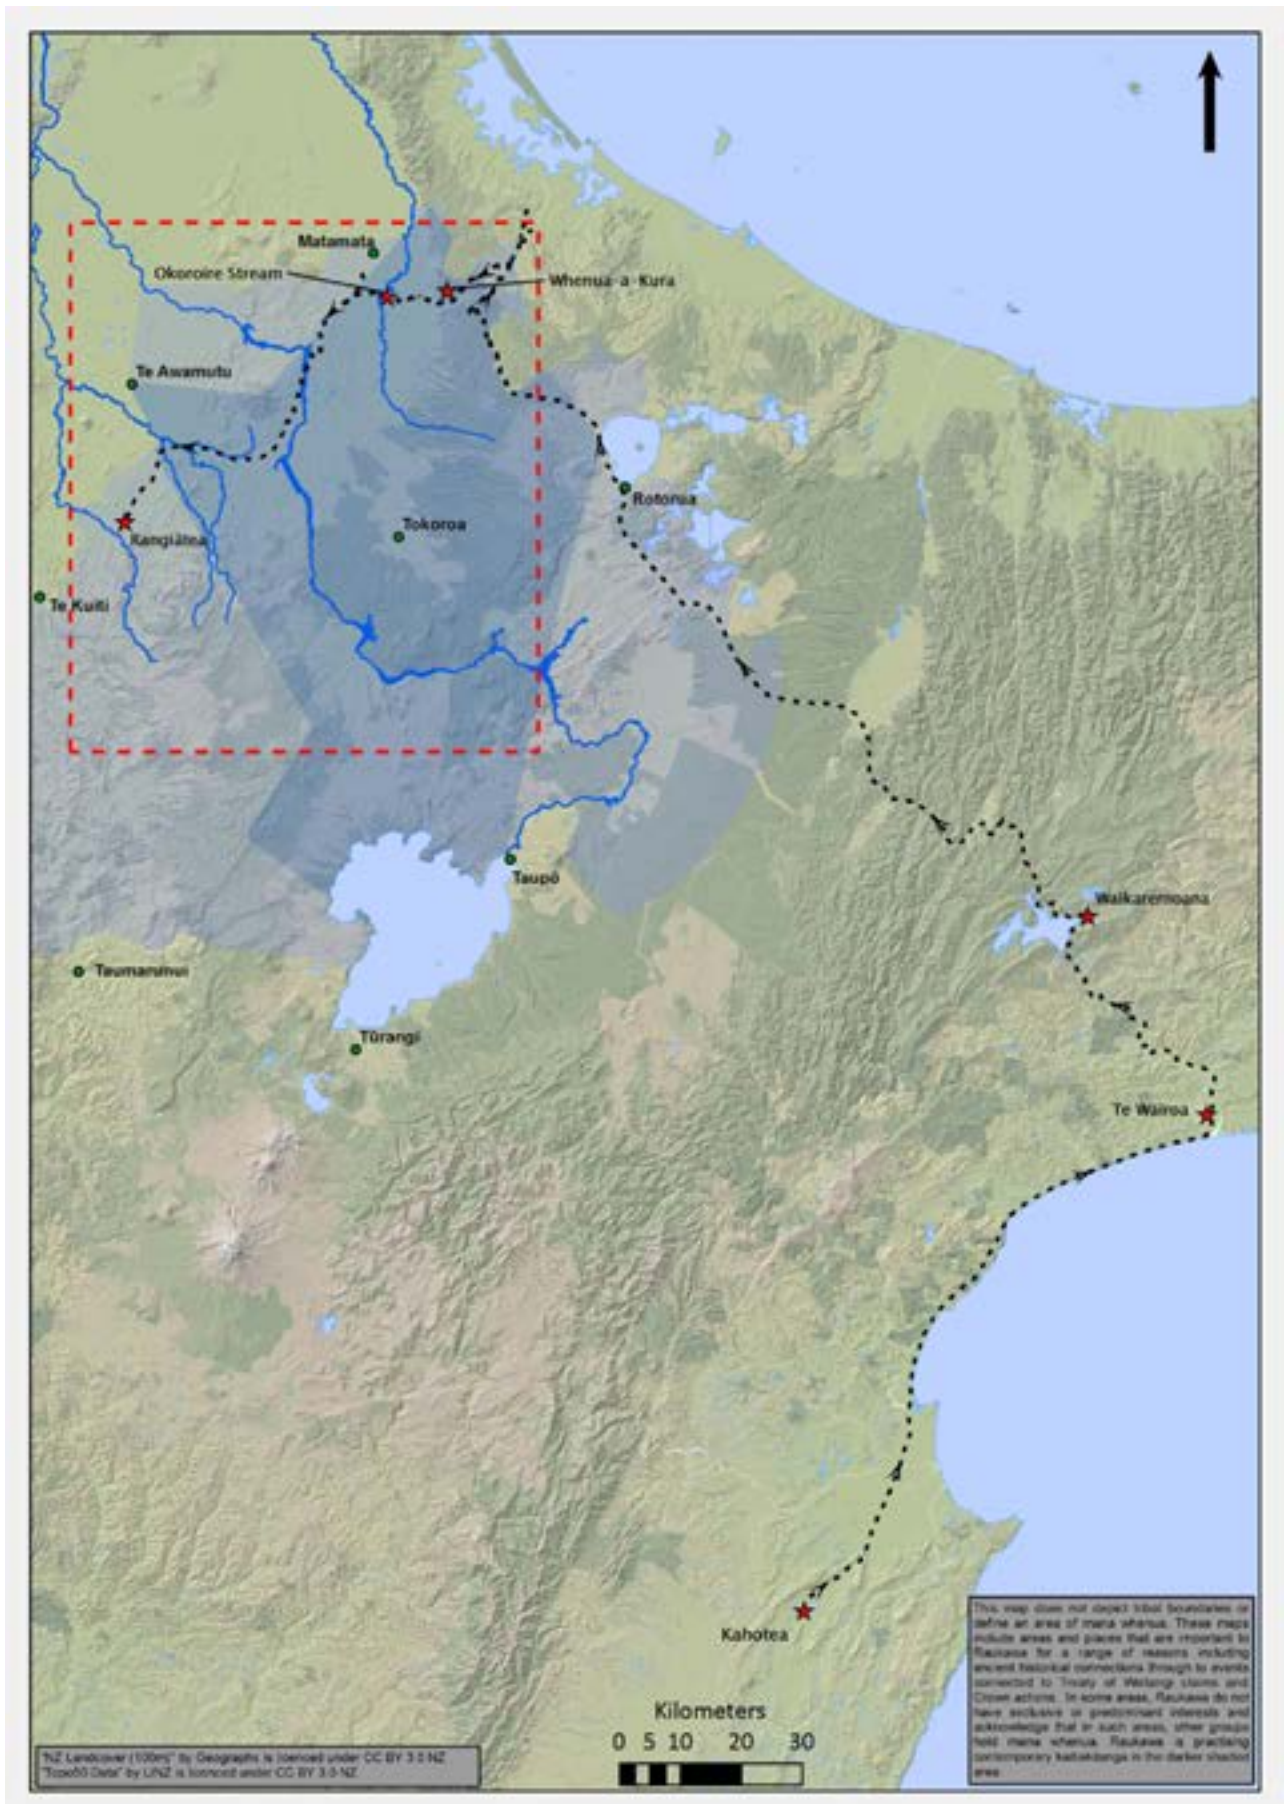 Matamata
Okoroire Stream
Whenua-a-Kura
Te Awamutu
Rotorua
Tokoroa
Rangiātea
Te Kuiti
Taupō
Waikaremoana
Taumarunui
Tūrangi
Te Wairoa
Kahotea
Kilometers
0 5 10 20 30
This map does not depict tribal boundaries or
define an area of mana whenua. These maps
include areas and places that are important to
Raukawa for a range of reasons including
ancient historical connections through to events
connected to Treaty of Waitangi claims and
Crown actions. In some areas, Raukawa do not
have exclusive or predominant interests and
acknowledge that in such areas, other groups
hold mana whenua. Raukawa is practising
contemporary kaitiakitanga in the darker shaded
area.
"NZ Landcover (100m)" by Geographx is licenced under CC BY 3.0 NZ
"Topo50 Data" by LINZ is licenced under CC BY 3.0 NZ